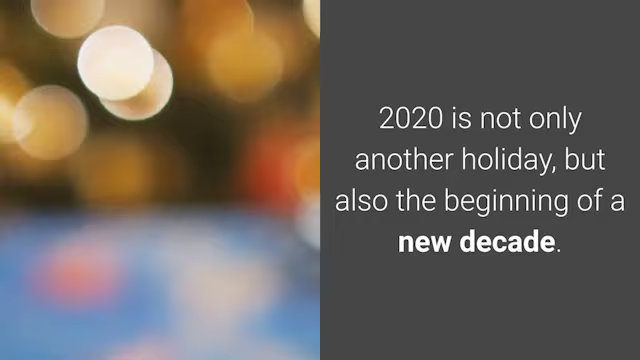 2020 is not only
another holiday, but
also the beginning of a
new decade.